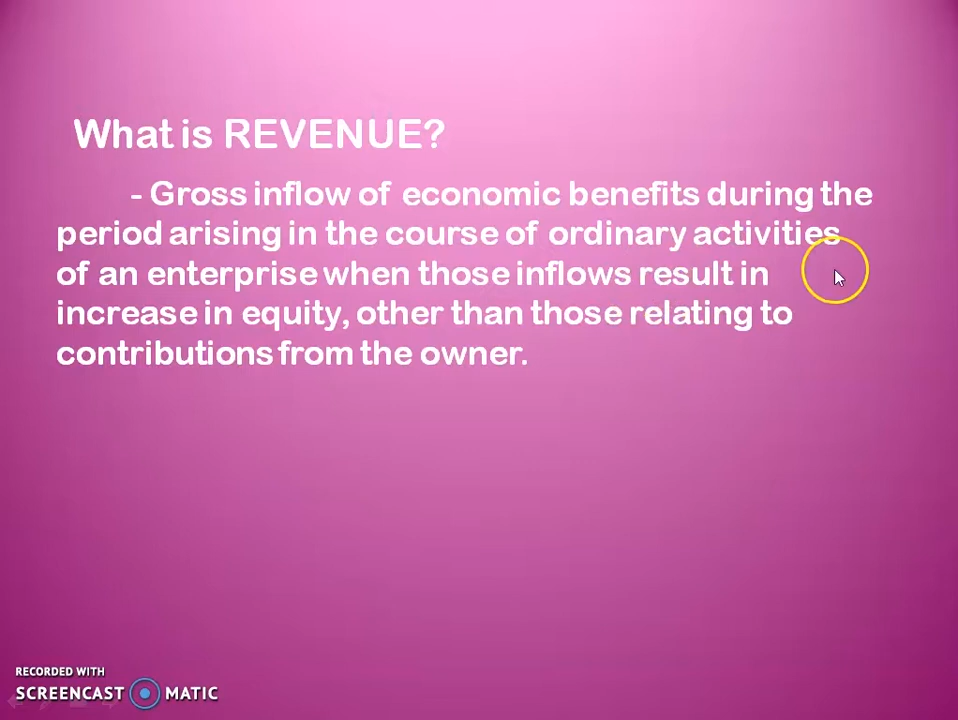 What is REVENUE?
- Gross inflow of economic benefits during the
period arising in the course of ordinary activities
of an enterprise when those inflows result in
increase in equity, other than those relating to
contributions from the owner.
RECORDED WITH
SCREENCAST MATIC